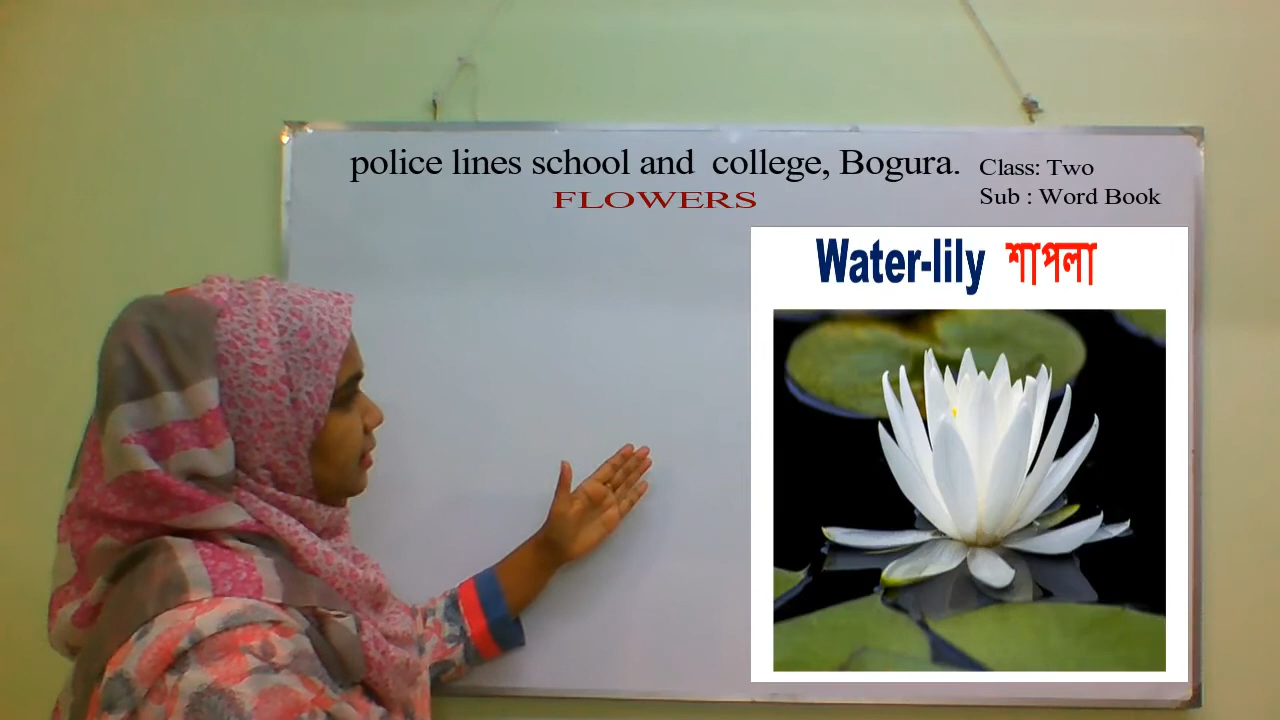 police lines school and college, Bogura.
Class: Two
FLOWERS
Sub : Word Book
Water-lily শাপলা